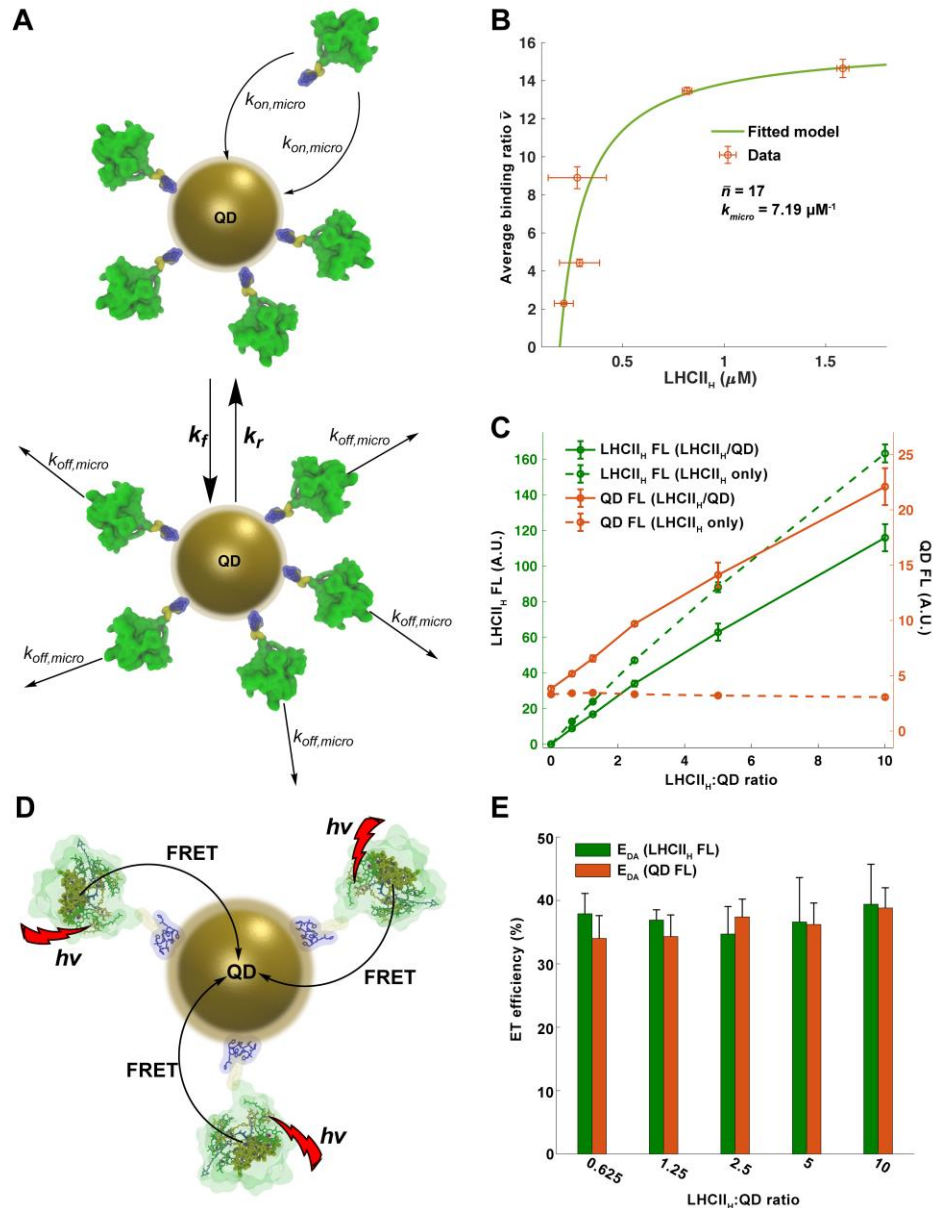 A
k_on,micro
k_on,micro
QD
k_f
k_r
k_off,micro
k_off,micro
QD
k_off,micro
k_off,micro
k_off,micro
B
Average binding ratio v̄
16
14
12
10
8
6
4
2
0
Fitted model
Data
n̄ = 17
k_micro = 7.19 µM⁻¹
0.5
1
1.5
LHCII_H (µM)
C
LHCII_H FL (A.U.)
160
140
120
100
80
60
40
20
0
LHCII_H FL (LHCII_H/QD)
LHCII_H FL (LHCII_H only)
QD FL (LHCII_H/QD)
QD FL (LHCII_H only)
25
20
15
10
5
0
QD FL (A.U.)
0
2
4
6
8
10
LHCII_H:QD ratio
D
hv
FRET
hv
QD
FRET
FRET
hv
E
ET efficiency (%)
50
40
30
20
10
0
E_DA (LHCII_H FL)
E_DA (QD FL)
0.625
1.25
2.5
5
10
LHCII_H:QD ratio